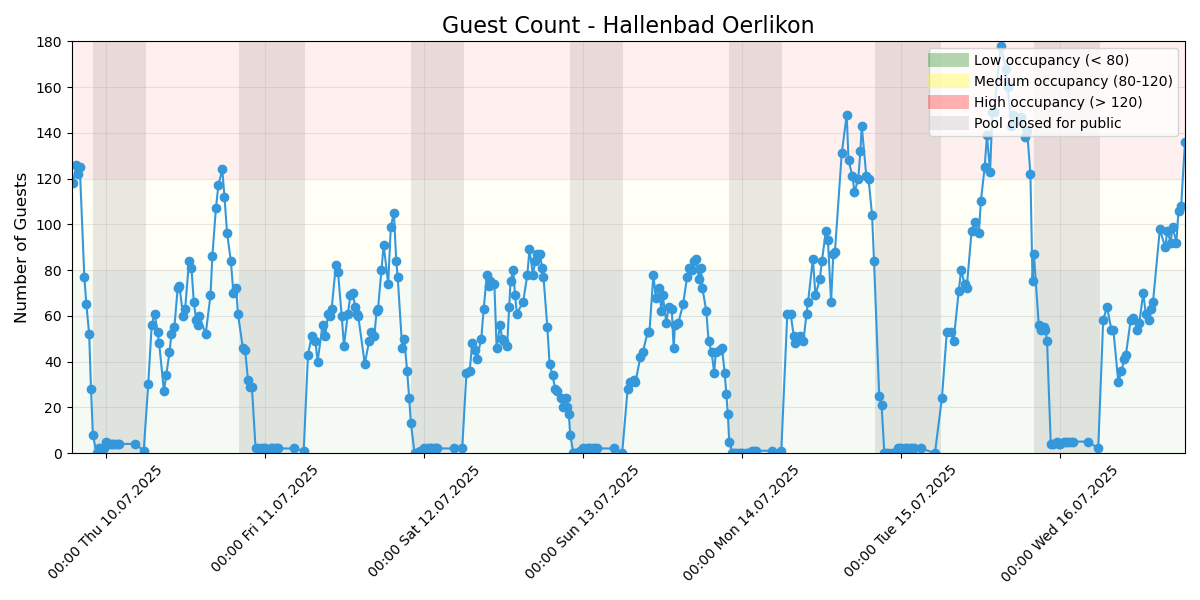 Guest Count - Hallenbad Oerlikon
Number of Guests
180
160
140
120
100
80
60
40
20
0
Low occupancy (< 80)
Medium occupancy (80-120)
High occupancy (> 120)
Pool closed for public
00:00 Thu 10.07.2025
00:00 Fri 11.07.2025
00:00 Sat 12.07.2025
00:00 Sun 13.07.2025
00:00 Mon 14.07.2025
00:00 Tue 15.07.2025
00:00 Wed 16.07.2025